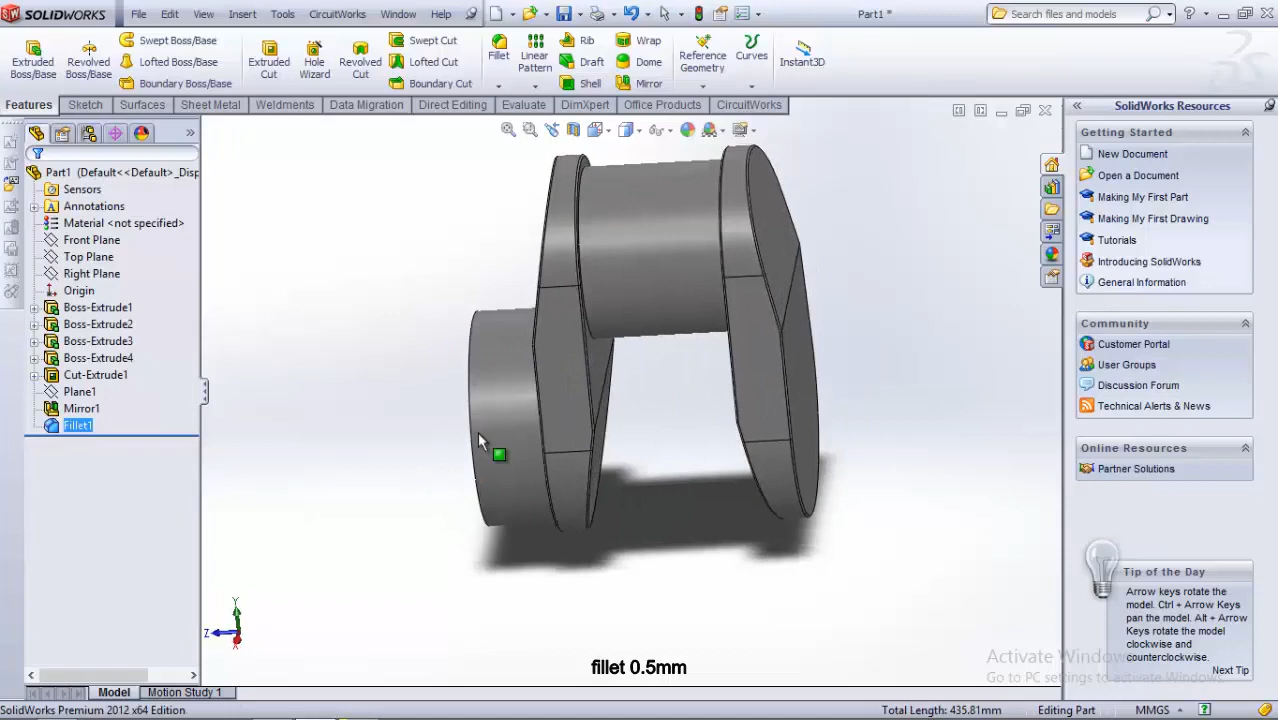 SOLIDWORKS File Edit View Insert Tools CircuitWorks Window Help Part1 * Search files and models
Extruded Boss/Base Revolved Boss/Base Swept Boss/Base Lofted Boss/Base Boundary Boss/Base Extruded Cut Hole Wizard Revolved Cut Swept Cut Lofted Cut Boundary Cut Fillet Linear Pattern Rib Draft Shell Wrap Dome Mirror Reference Geometry Curves Instant3D
Features Sketch Surfaces Sheet Metal Weldments Data Migration Direct Editing Evaluate DimXpert Office Products CircuitWorks
Part1 (Default<<Default>_Disp
Sensors
Annotations
Material <not specified>
Front Plane
Top Plane
Right Plane
Origin
Boss-Extrude1
Boss-Extrude2
Boss-Extrude3
Boss-Extrude4
Cut-Extrude1
Plane1
Mirror1
Fillet1
Y
Z
X
fillet 0.5mm
SolidWorks Resources
Getting Started
New Document
Open a Document
Making My First Part
Making My First Drawing
Tutorials
Introducing SolidWorks
General Information
Community
Customer Portal
User Groups
Discussion Forum
Technical Alerts & News
Online Resources
Partner Solutions
Tip of the Day
Arrow keys rotate the
model. Ctrl + Arrow Keys
pan the model. Alt + Arrow
Keys rotate the model
clockwise and
counterclockwise.
Next Tip
Activate Windows
Go to PC settings to activate Windows.
Model Motion Study 1
SolidWorks Premium 2012 x64 Edition Total Length: 435.81mm Editing Part MMGS